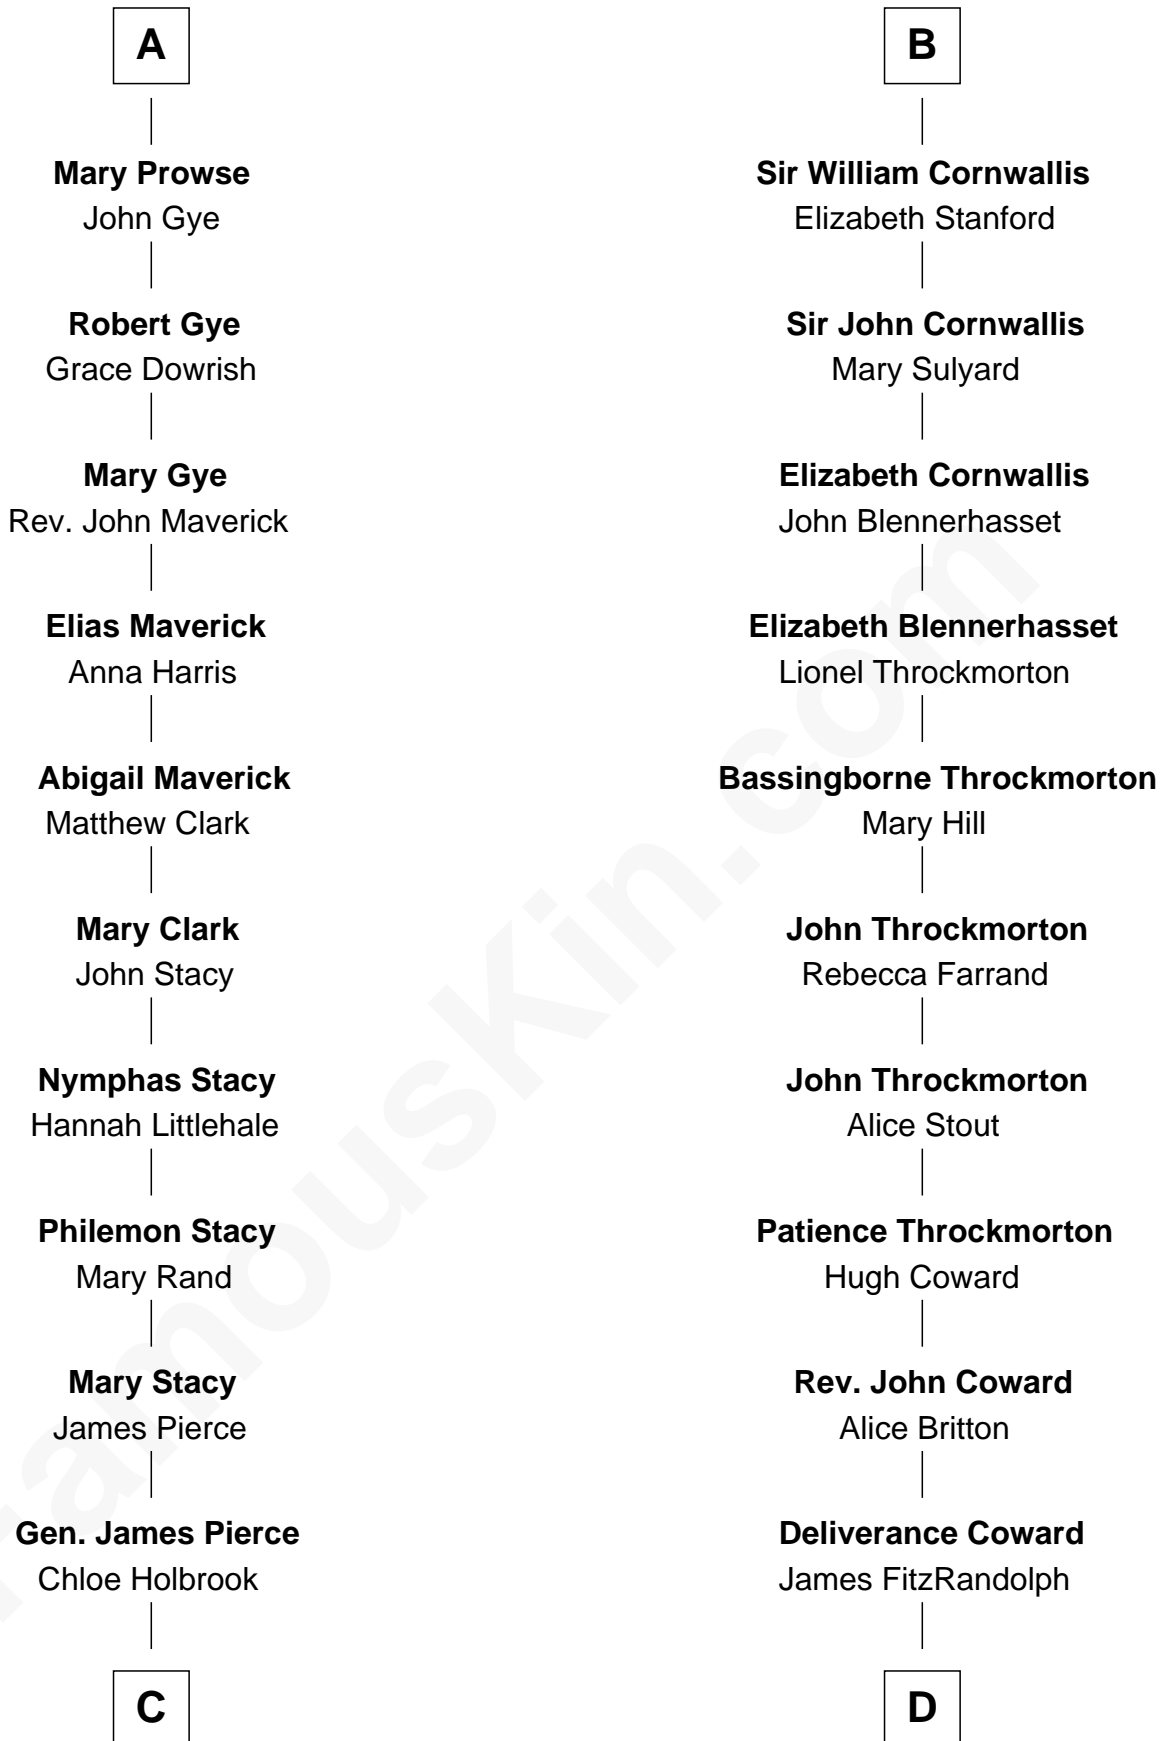 A
Mary Prowse
John Gye
Robert Gye
Grace Dowrish
Mary Gye
Rev. John Maverick
Elias Maverick
Anna Harris
Abigail Maverick
Matthew Clark
Mary Clark
John Stacy
Nymphas Stacy
Hannah Littlehale
Philemon Stacy
Mary Rand
Mary Stacy
James Pierce
Gen. James Pierce
Chloe Holbrook
C
B
Sir William Cornwallis
Elizabeth Stanford
Sir John Cornwallis
Mary Sulyard
Elizabeth Cornwallis
John Blennerhasset
Elizabeth Blennerhasset
Lionel Throckmorton
Bassingborne Throckmorton
Mary Hill
John Throckmorton
Rebecca Farrand
John Throckmorton
Alice Stout
Patience Throckmorton
Hugh Coward
Rev. John Coward
Alice Britton
Deliverance Coward
James FitzRandolph
D
FamousKin.com